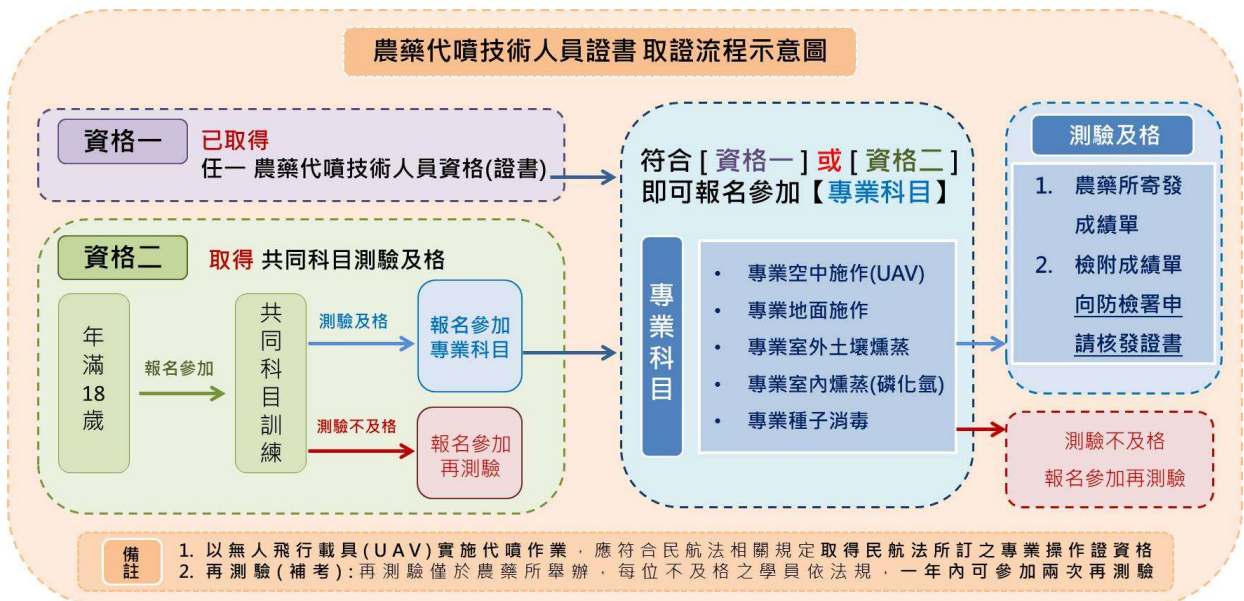 農藥代噴技術人員證書 取證流程示意圖
資格一
已取得
任一 農藥代噴技術人員資格(證書)
資格二
取得 共同科目測驗及格
年滿18歲
報名參加
共同科目訓練
測驗及格
報名參加
專業科目
測驗不及格
報名參加
再測驗
符合[資格一]或[資格二]
即可報名參加【專業科目】
專業科目
• 專業空中施作(UAV)
• 專業地面施作
• 專業室外土壤燻蒸
• 專業室內燻蒸(磷化氫)
• 專業種子消毒
測驗及格
1. 農藥所寄發
成績單
2. 檢附成績單
向防檢署申
請核發證書
測驗不及格
報名參加再測驗
備註
1. 以無人飛行載具(UAV)實施代噴作業，應符合民航法相關規定取得民航法所訂之專業操作證資格
2. 再測驗(補考)：再測驗僅於農藥所舉辦，每位不及格之學員依法規，一年內可參加兩次再測驗